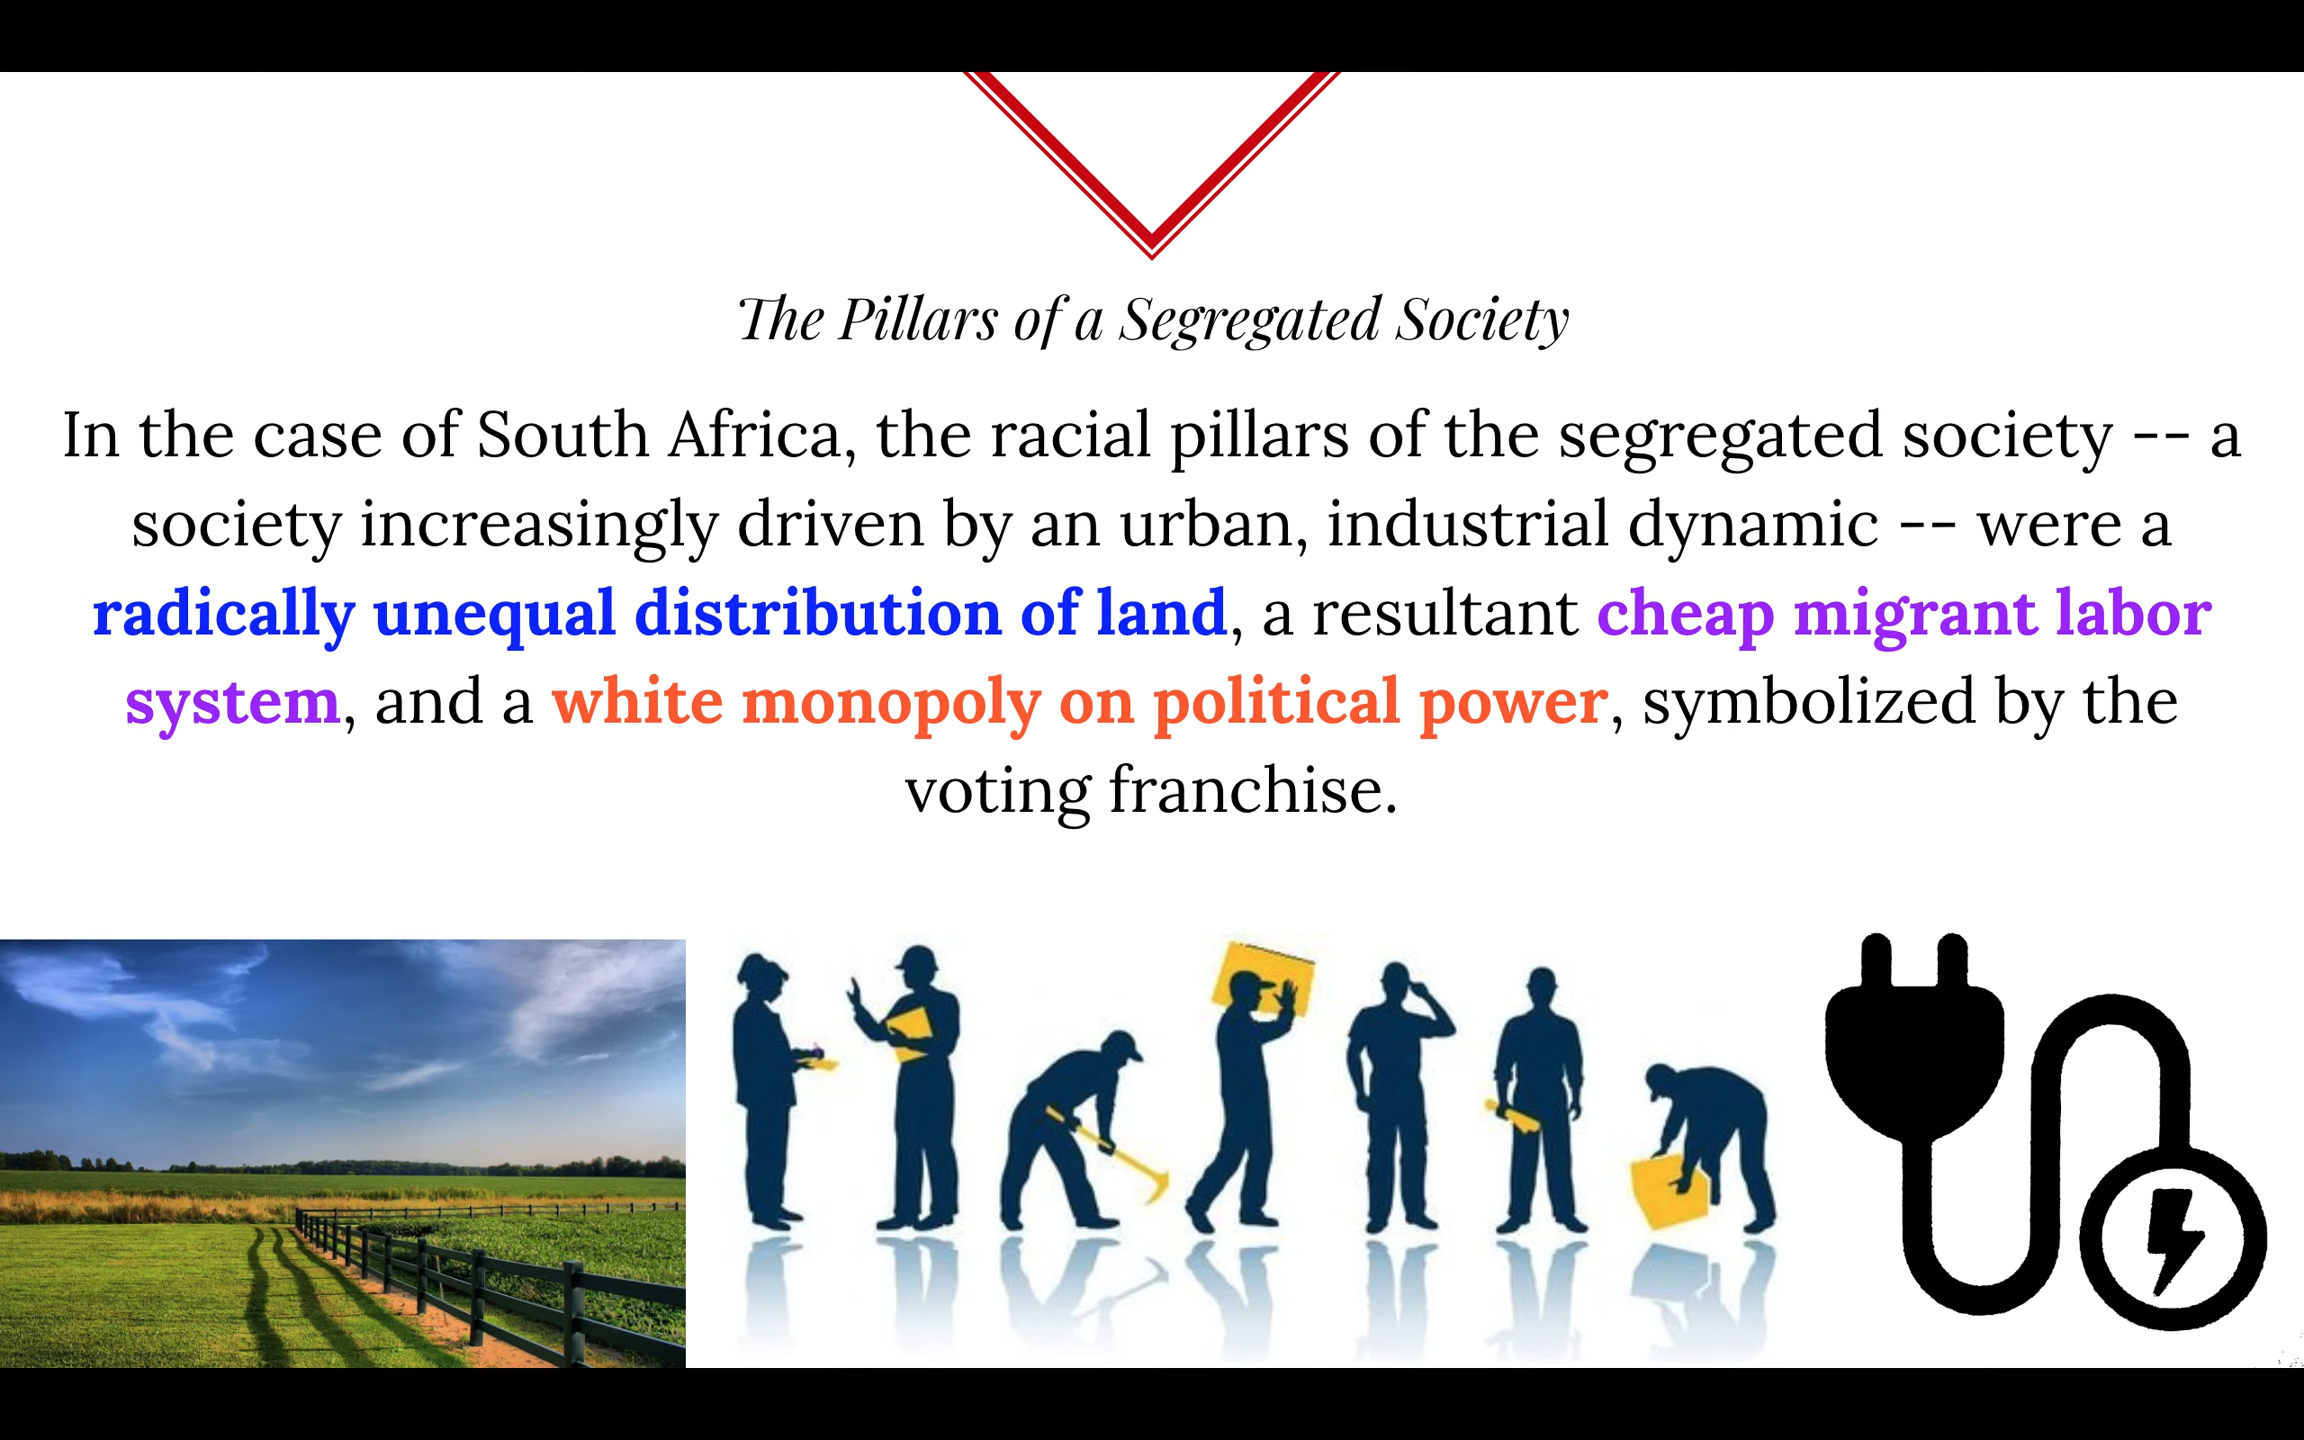 The Pillars of a Segregated Society
In the case of South Africa, the racial pillars of the segregated society -- a
society increasingly driven by an urban, industrial dynamic -- were a
radically unequal distribution of land, a resultant cheap migrant labor
system, and a white monopoly on political power, symbolized by the
voting franchise.